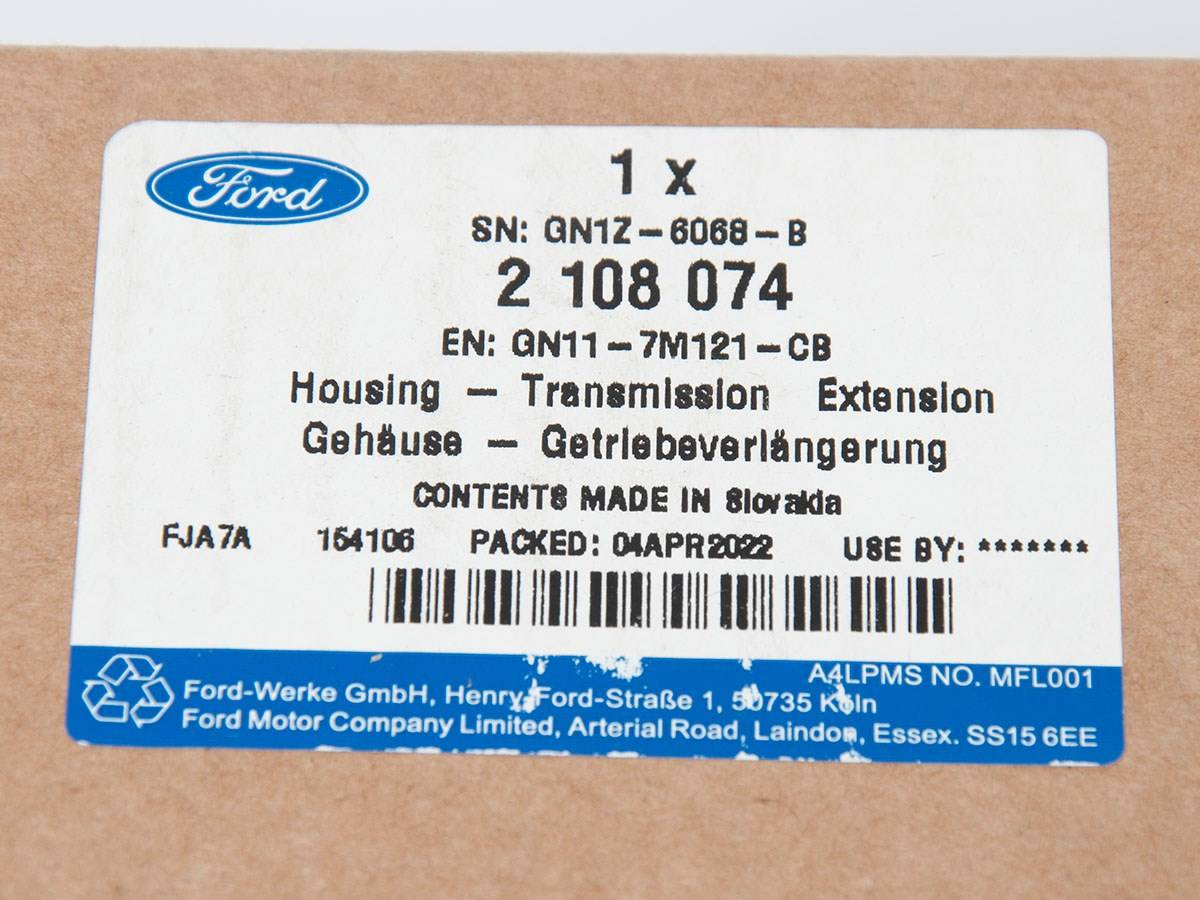 Ford
1 x
SN: GN1Z-6068-B
2 108 074
EN: GN11-7M121-CB
Housing - Transmission Extension
Gehäuse - Getriebeverlängerung
CONTENTS MADE IN Slovakia
FJA7A 154106 PACKED: 04APR2022 USE BY: *******
A4LPMS NO. MFL001
Ford-Werke GmbH, Henry-Ford-Straße 1, 50735 Köln
Ford Motor Company Limited, Arterial Road, Laindon, Essex. SS15 6EE